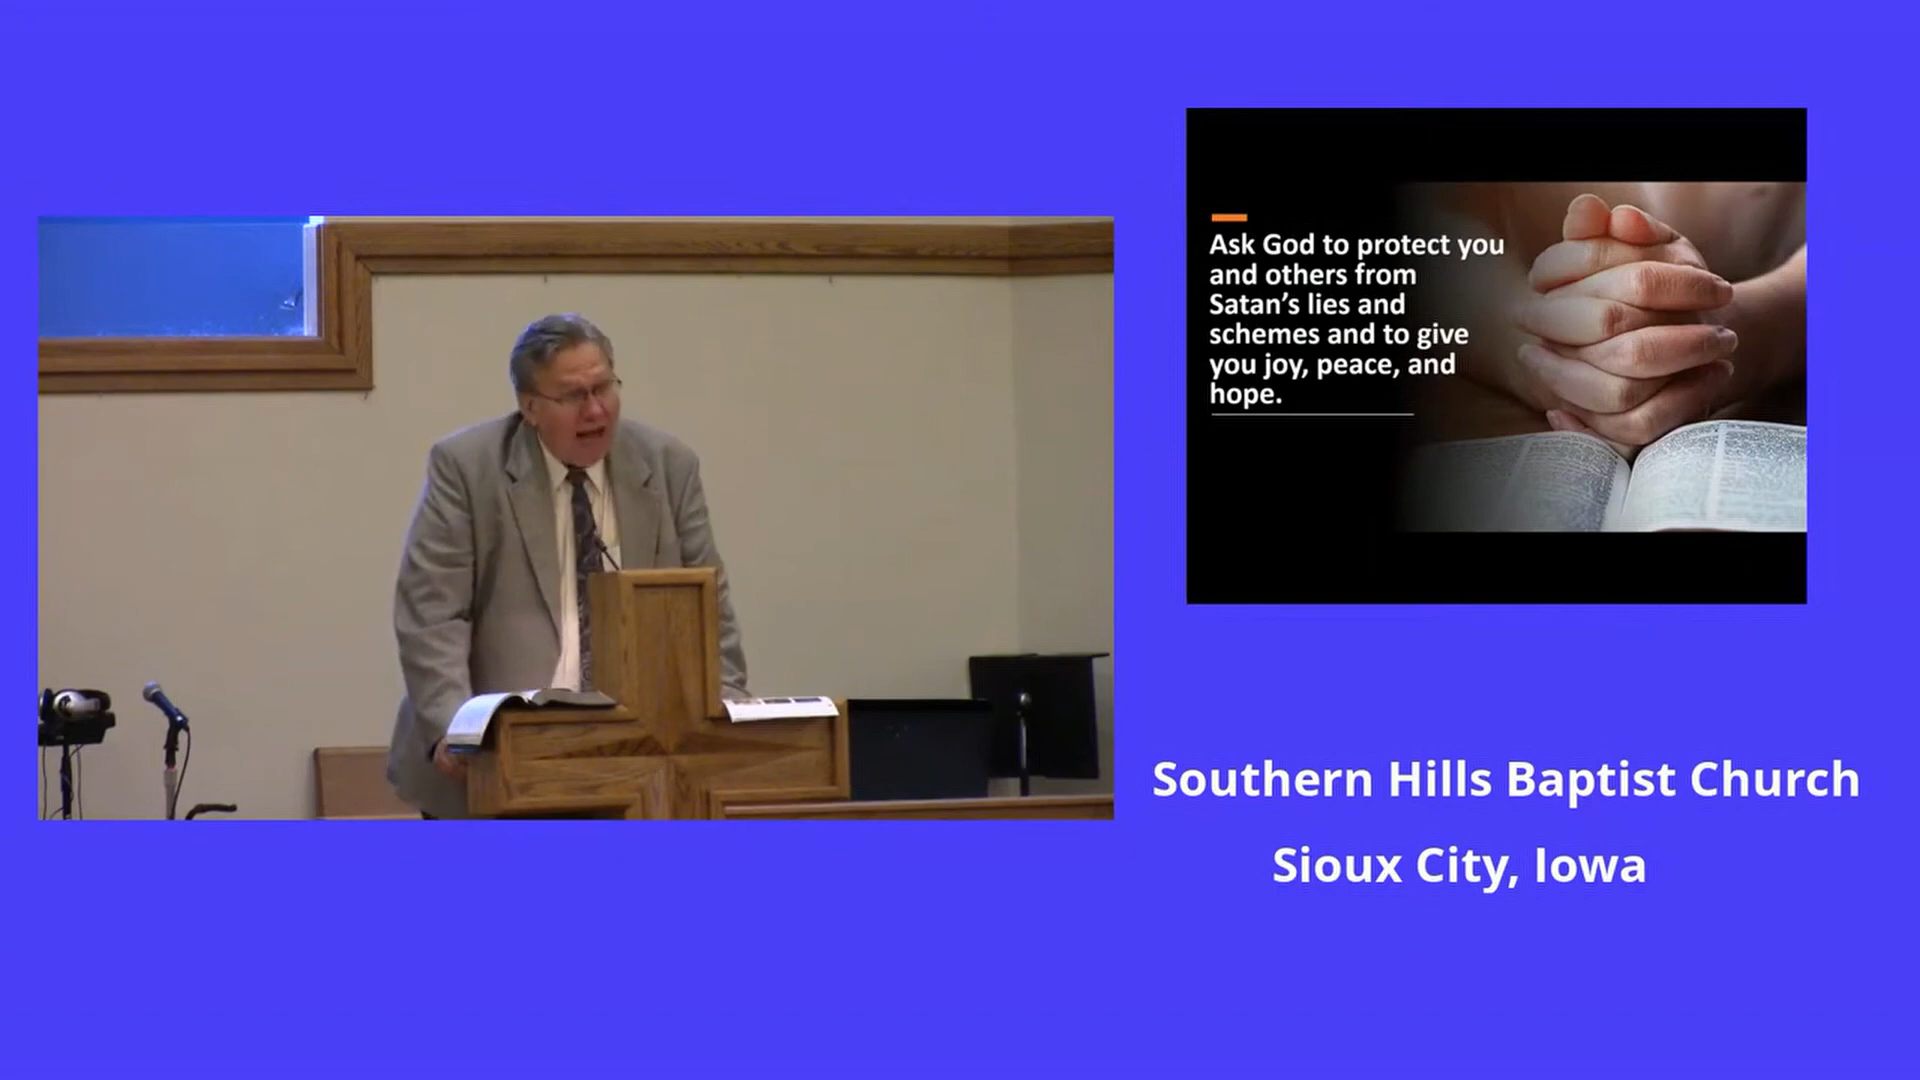 Ask God to protect you
and others from
Satan's lies and
schemes and to give
you joy, peace, and
hope.
Southern Hills Baptist Church
Sioux City, Iowa